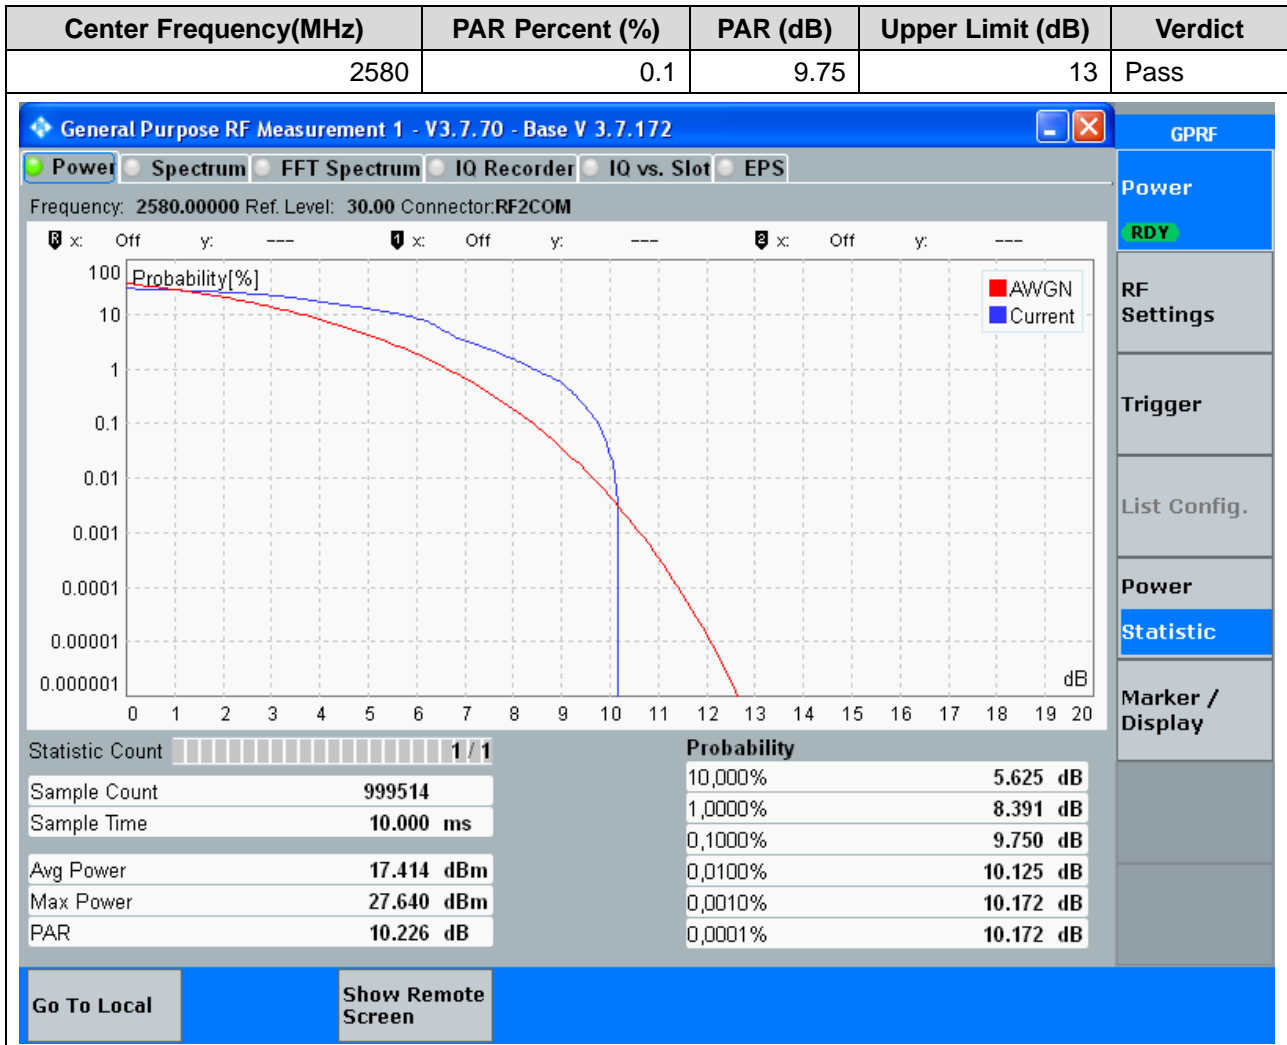 Center Frequency(MHz) PAR Percent (%) PAR (dB) Upper Limit (dB) Verdict
2580 0.1 9.75 13 Pass
General Purpose RF Measurement 1 - V3.7.70 - Base V 3.7.172
GPRF
Power Spectrum FFT Spectrum IQ Recorder IQ vs. Slot EPS
Frequency: 2580.00000 Ref. Level: 30.00 Connector:RF2COM
R x: Off y: --- 1 x: Off y: --- 2 x: Off y: ---
Probability[%]
AWGN
Current
100
10
1
0.1
0.01
0.001
0.0001
0.00001
0.000001
dB
0 1 2 3 4 5 6 7 8 9 10 11 12 13 14 15 16 17 18 19 20
Statistic Count 1 / 1
Sample Count 999514
Sample Time 10.000 ms
Avg Power 17.414 dBm
Max Power 27.640 dBm
PAR 10.226 dB
Probability
10,000% 5.625 dB
1,0000% 8.391 dB
0,1000% 9.750 dB
0,0100% 10.125 dB
0,0010% 10.172 dB
0,0001% 10.172 dB
Power
RDY
RF
Settings
Trigger
List Config.
Power
Statistic
Marker /
Display
Go To Local
Show Remote
Screen